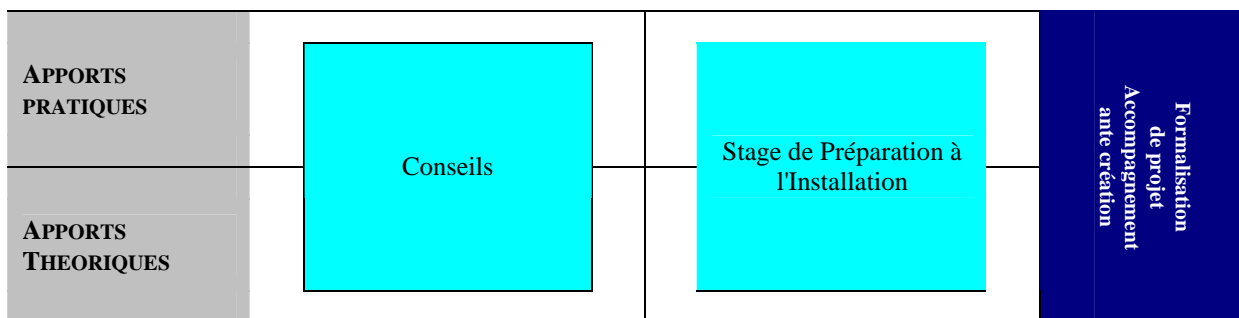 APPORTS
PRATIQUES
Conseils
Stage de Préparation à
l'Installation
APPORTS
THEORIQUES
Formalisation
de projet
Accompagnement
ante création